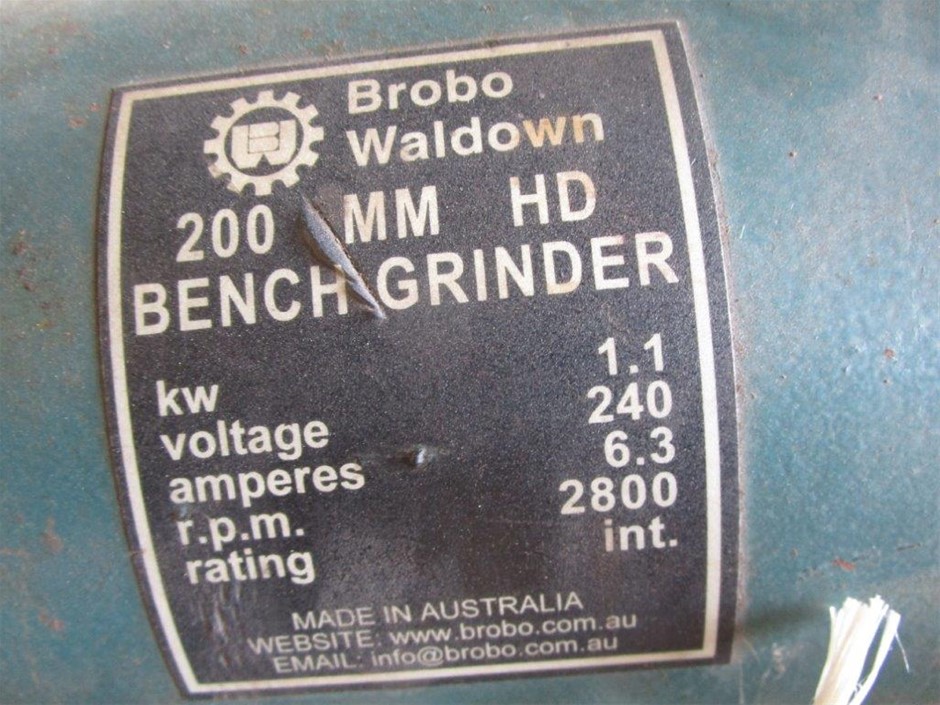 BW
Brobo
Waldown
200 MM HD
BENCH GRINDER
kw 1.1
voltage 240
amperes 6.3
r.p.m. 2800
rating int.
MADE IN AUSTRALIA
WEBSITE: www.brobo.com.au
EMAIL: info@brobo.com.au